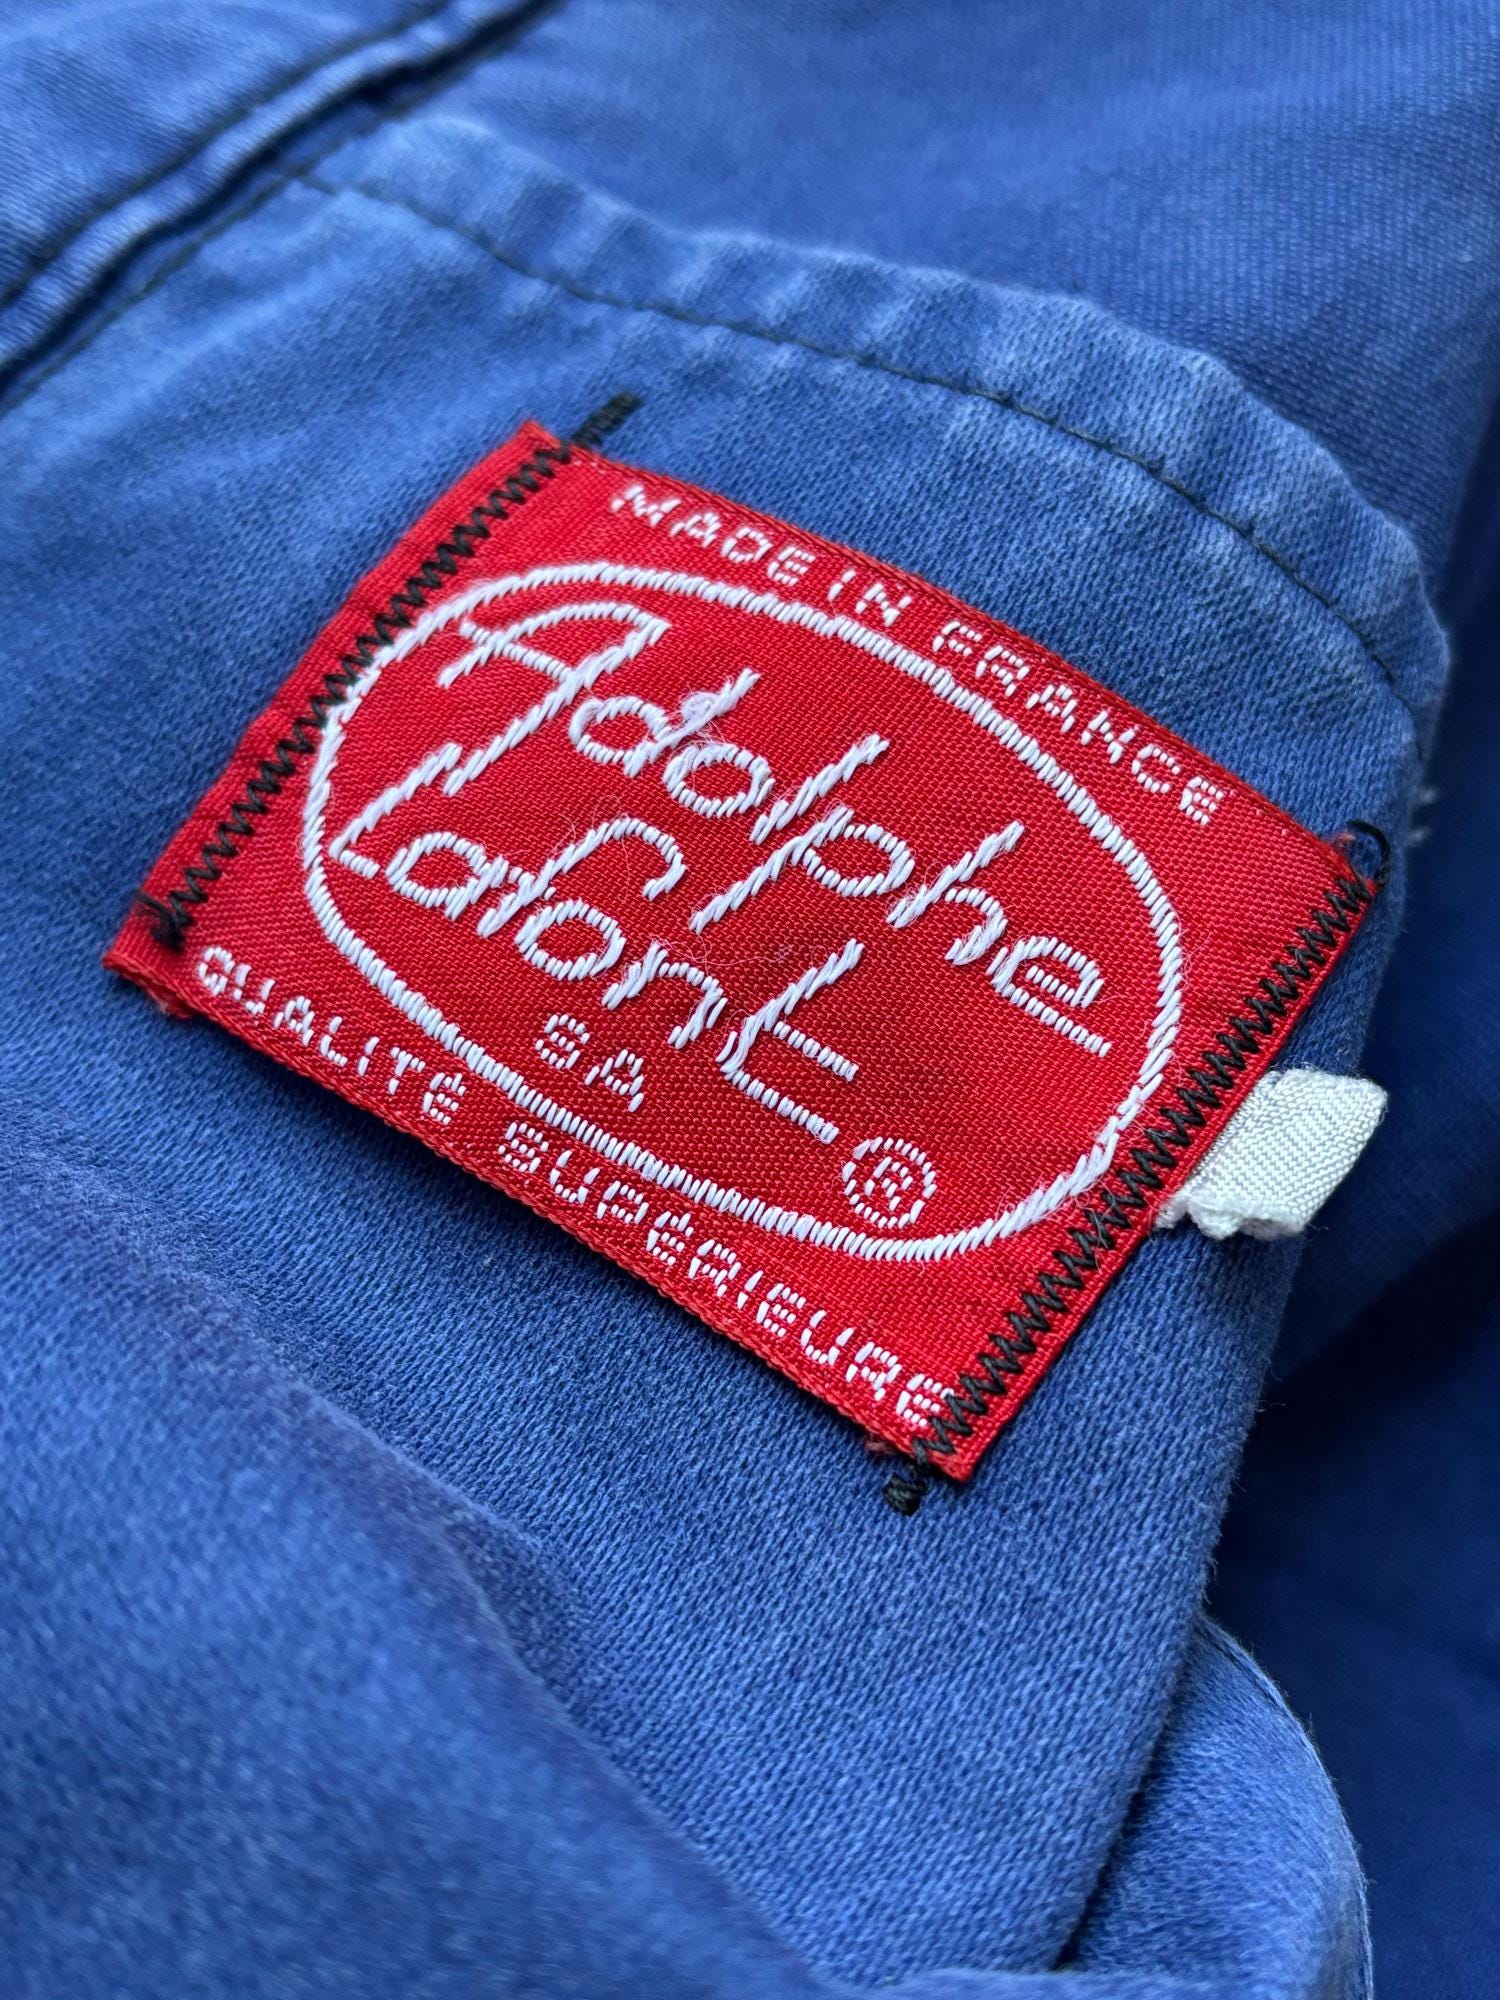 MADE IN FRANCE
Adolphe
Lafont
SA
®
QUALITÉ SUPÉRIEURE